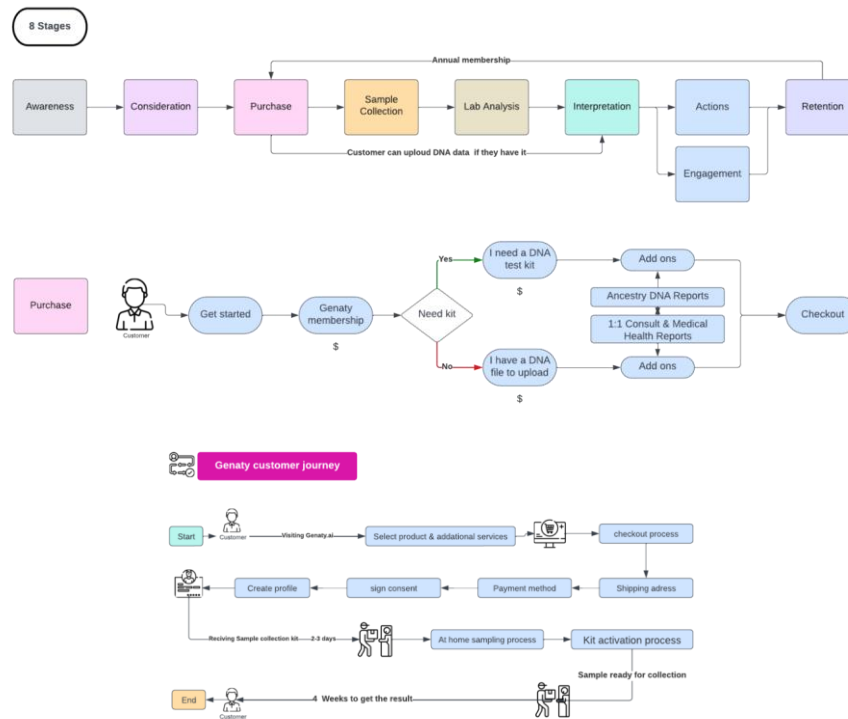 8 Stages
Annual membership
Awareness
Consideration
Purchase
Sample
Collection
Lab Analysis
Interpretation
Actions
Retention
Customer can uploud DNA data if they have it
Engagement
Purchase
Customer
Get started
Genaty
membership
$
Need kit
Yes
I need a DNA
test kit
$
Add ons
Ancestry DNA Reports
1:1 Consult & Medical
Health Reports
No
I have a DNA
file to upload
$
Add ons
Checkout
Genaty customer journey
Start
Customer
Visiting Genaty.ai
Select product & addational services
checkout process
Create profile
sign consent
Payment method
Shipping adress
Reciving Sample collection kit 2-3 days
At home sampling process
Kit activation process
Sample ready for collection
End
Customer
4 Weeks to get the result